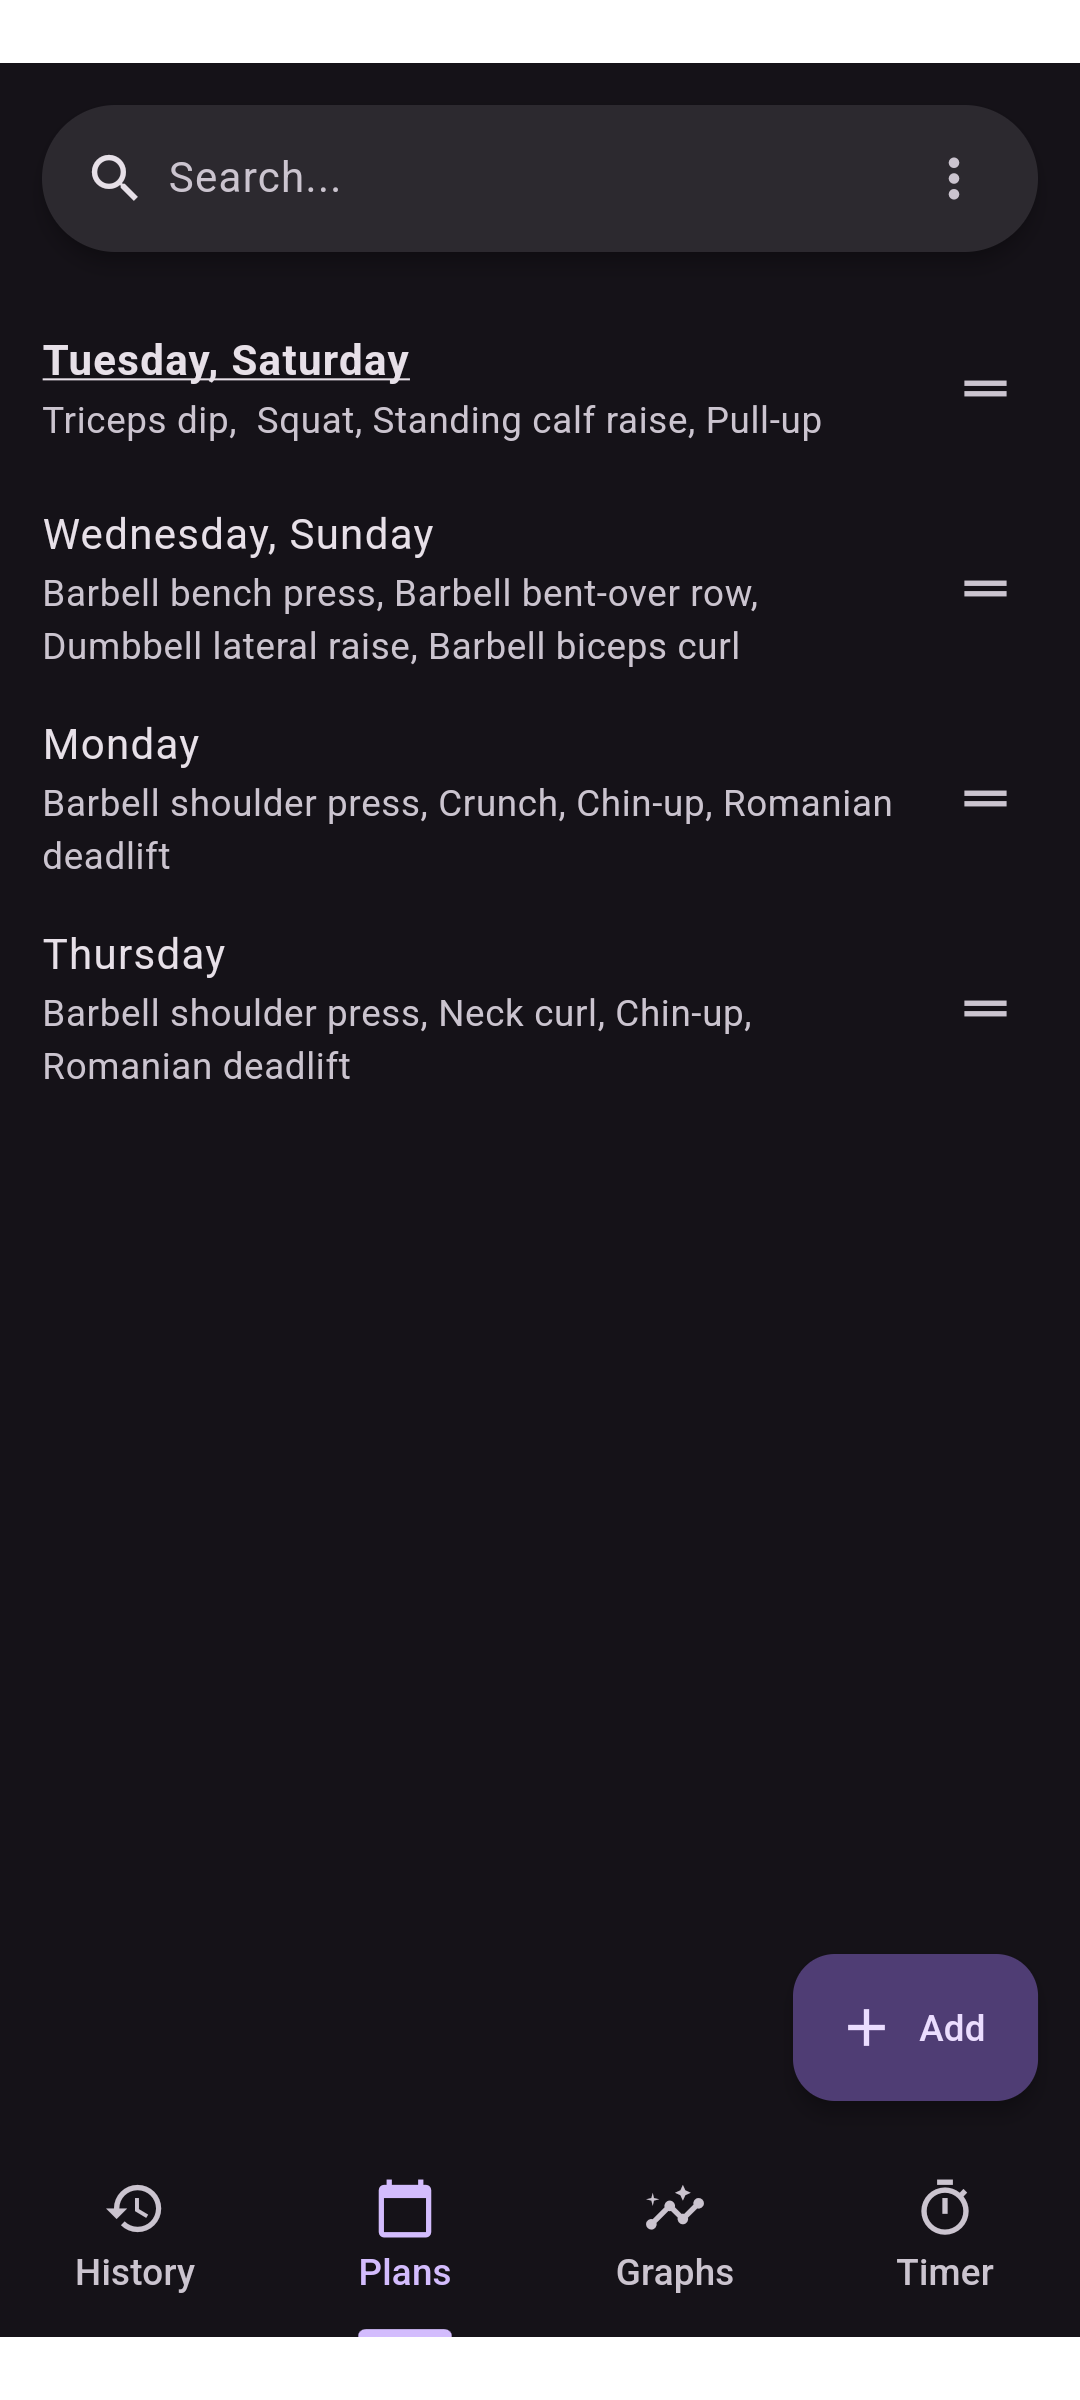 Search...
Tuesday, Saturday
Triceps dip,  Squat, Standing calf raise, Pull-up
Wednesday, Sunday
Barbell bench press, Barbell bent-over row,
Dumbbell lateral raise, Barbell biceps curl
Monday
Barbell shoulder press, Crunch, Chin-up, Romanian
deadlift
Thursday
Barbell shoulder press, Neck curl, Chin-up,
Romanian deadlift
Add
History
Plans
Graphs
Timer